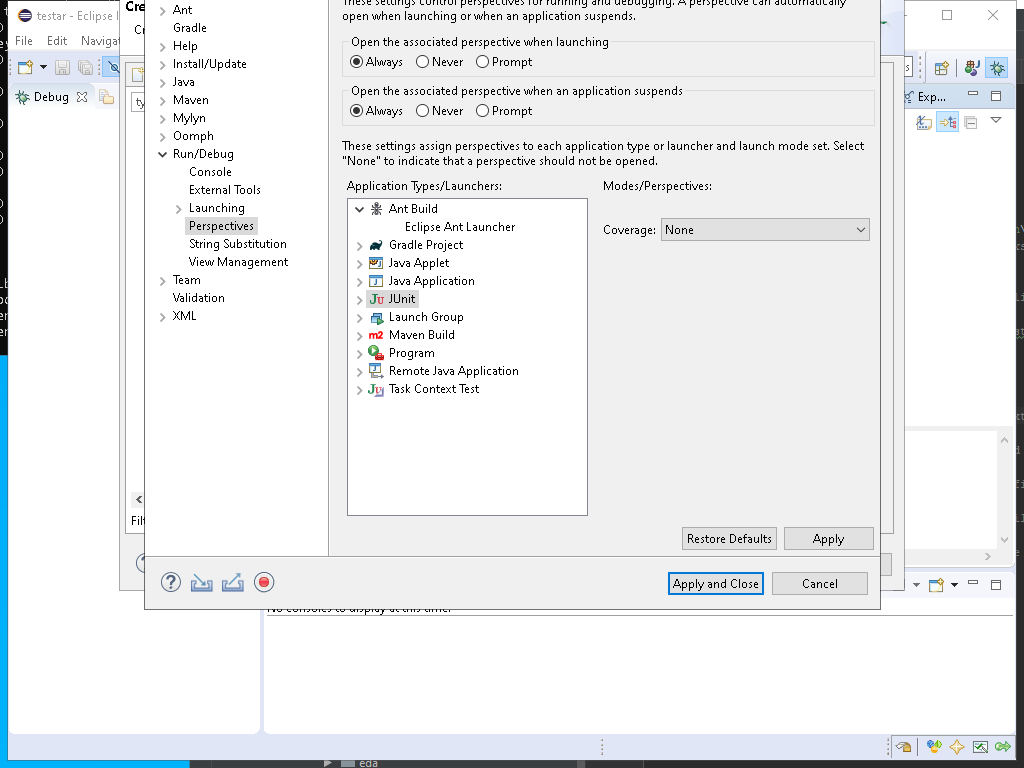 testar - Eclipse I
File Edit Navigat
Debug
Cre
Ant
Gradle
Help
Install/Update
Java
Maven
Mylyn
Oomph
Run/Debug
Console
External Tools
Launching
Perspectives
String Substitution
View Management
Team
Validation
XML
These settings control perspectives for running and debugging. A perspective can automatically
open when launching or when an application suspends.
Open the associated perspective when launching
Always Never Prompt
Open the associated perspective when an application suspends
Always Never Prompt
These settings assign perspectives to each application type or launcher and launch mode set. Select
"None" to indicate that a perspective should not be opened.
Application Types/Launchers:
Modes/Perspectives:
Ant Build
Eclipse Ant Launcher
Gradle Project
Java Applet
Java Application
JUnit
Launch Group
Maven Build
Program
Remote Java Application
Task Context Test
Coverage: None
Restore Defaults Apply
Apply and Close Cancel
Exp...
Filt
No consoles to display at this time.
eda